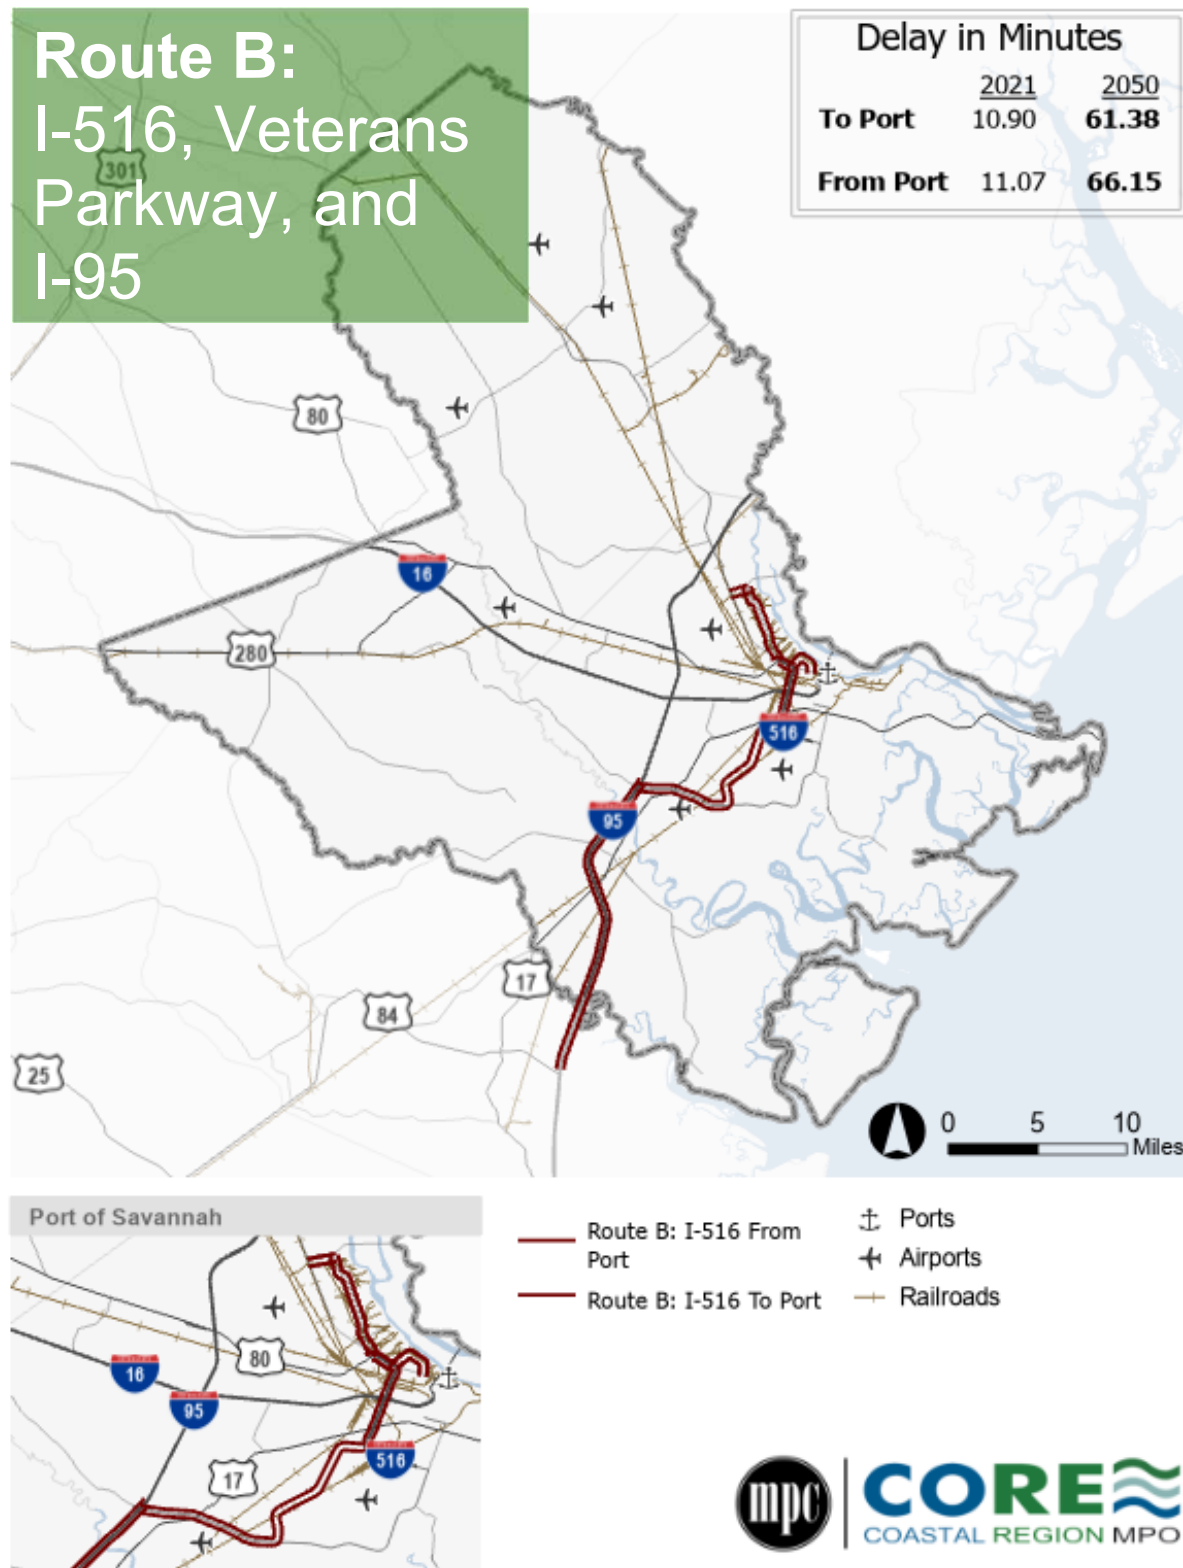 Route B:
I-516, Veterans
Parkway, and
I-95
Delay in Minutes
2021 2050
To Port 10.90 61.38
From Port 11.07 66.15
301
80
16
280
516
95
17
84
25
0 5 10
Miles
Port of Savannah
80
16
95
516
17
Route B: I-516 From
Port
Route B: I-516 To Port
Ports
Airports
Railroads
mpc
CORE
COASTAL REGION MPO